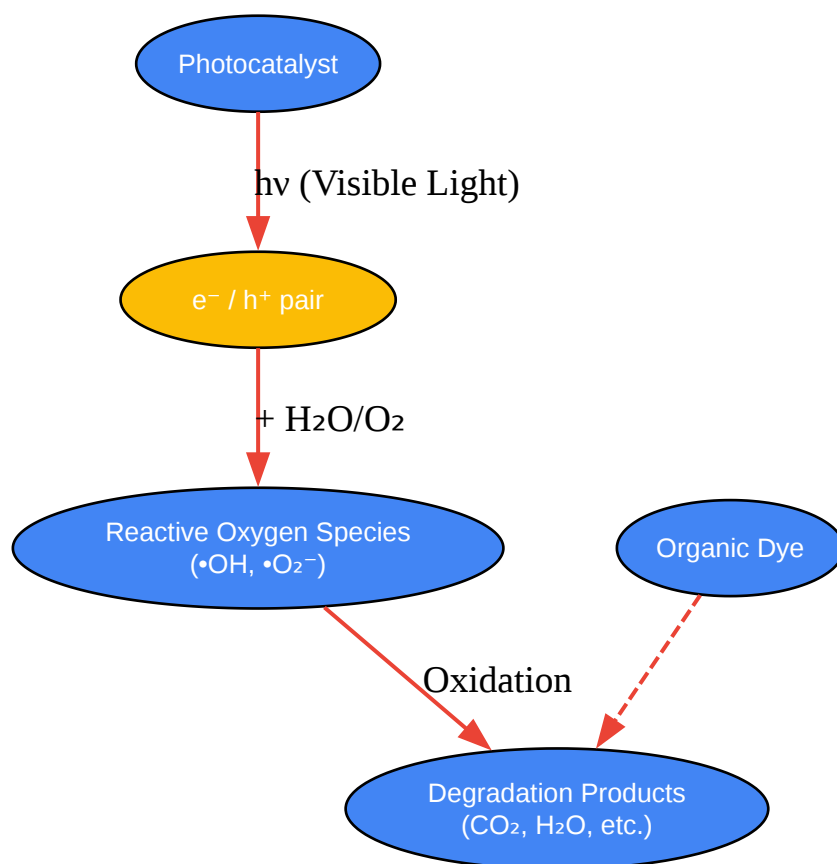 Photocatalyst
hν (Visible Light)
e⁻ / h⁺ pair
+ H₂O/O₂
Reactive Oxygen Species
(•OH, •O₂⁻)
Organic Dye
Oxidation
Degradation Products
(CO₂, H₂O, etc.)